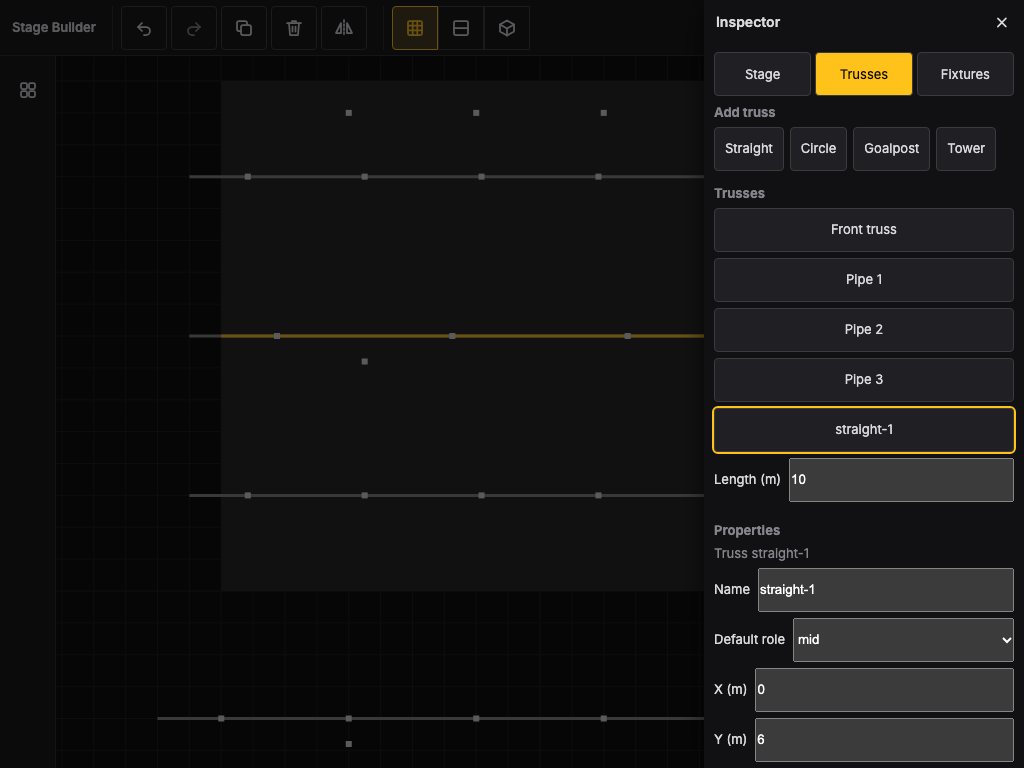 Stage Builder
Inspector
Stage
Trusses
Fixtures
Add truss
Straight
Circle
Goalpost
Tower
Trusses
Front truss
Pipe 1
Pipe 2
Pipe 3
straight-1
Length (m)
10
Properties
Truss straight-1
Name
straight-1
Default role
mid
X (m)
0
Y (m)
6